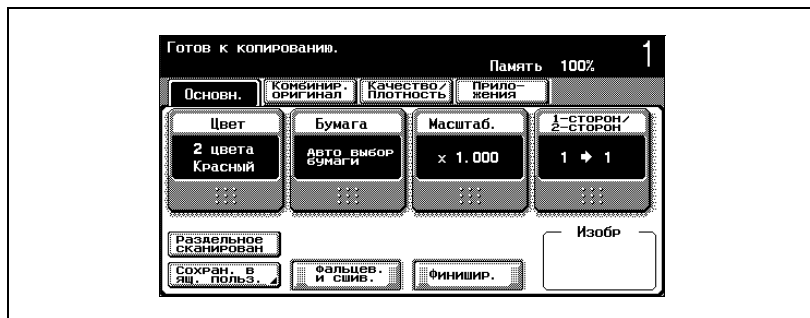 Готов к копированию.
Память 100% 1
Основн.
Комбинир. оригинал
Качество/ плотность
Прило- жения
Цвет
Бумага
Масштаб.
1-сторон/ 2-сторон
2 цвета
Красный
Авто выбор
бумаги
x 1.000
1 → 1
Раздельное
сканирован
Изобр
Сохран. в
ящ. польз.
Фальцев.
и сшив.
Финишир.